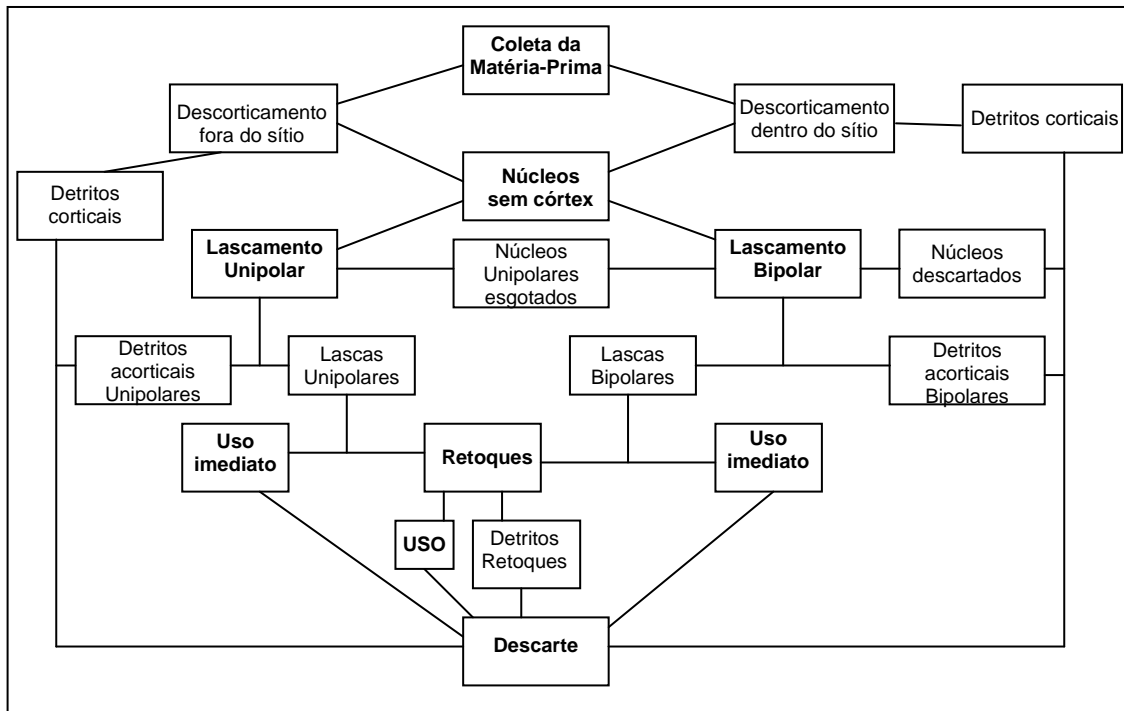 Coleta da
Matéria-Prima
Descorticamento
fora do sítio
Descorticamento
dentro do sítio
Detritos corticais
Núcleos
sem córtex
Detritos
corticais
Lascamento
Unipolar
Núcleos
Unipolares
esgotados
Lascamento
Bipolar
Núcleos
descartados
Detritos
acorticais
Unipolares
Lascas
Unipolares
Lascas
Bipolares
Detritos
acorticais
Bipolares
Uso
imediato
Retoques
Uso
imediato
USO
Detritos
Retoques
Descarte